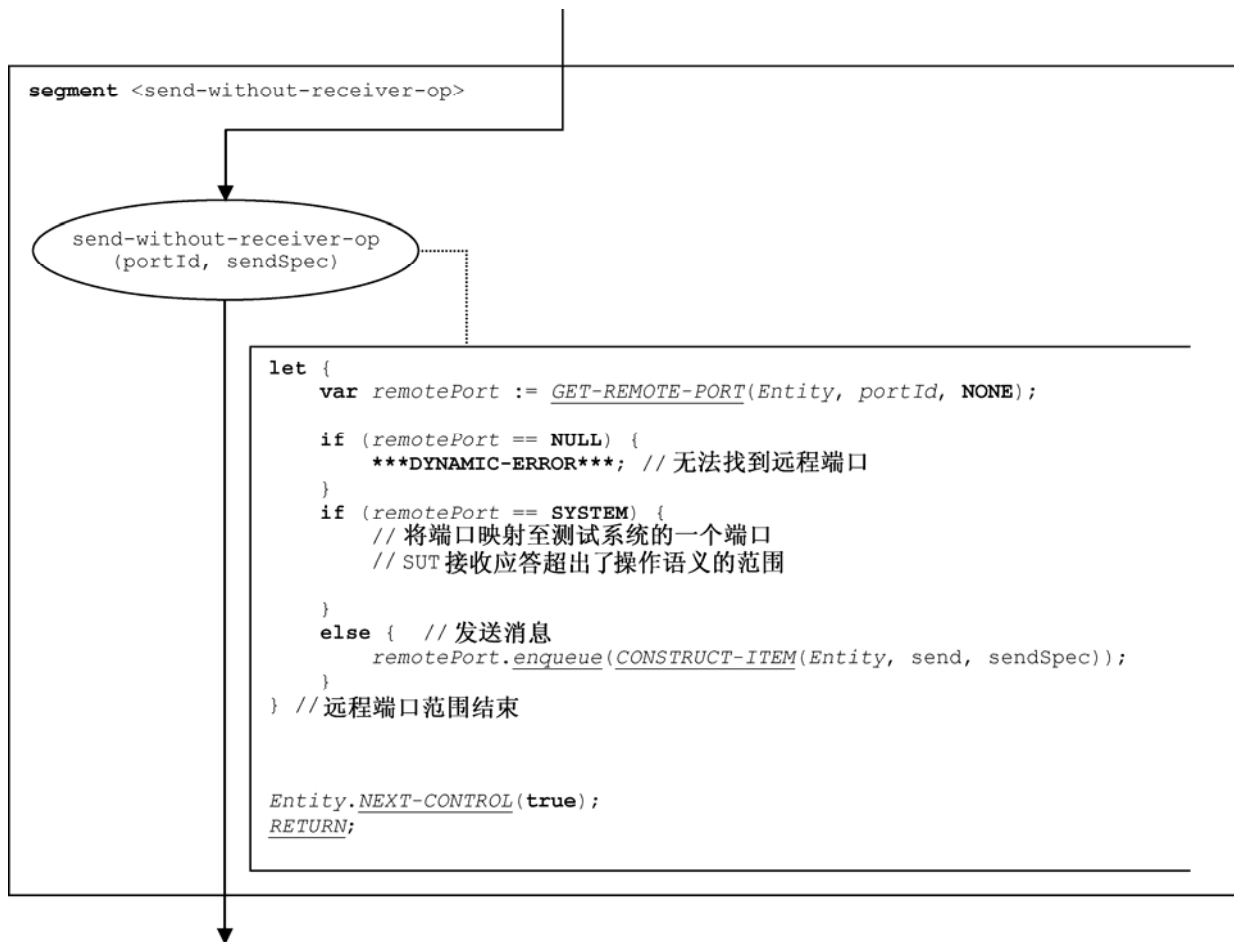 segment <send-without-receiver-op>
send-without-receiver-op
(portId, sendSpec)
let {
var remotePort := GET-REMOTE-PORT(Entity, portId, NONE);
if (remotePort == NULL) {
***DYNAMIC-ERROR***; // 无法找到远程端口
}
if (remotePort == SYSTEM) {
// 将端口映射至测试系统的一个端口
// SUT 接收应答超出了操作语义的范围
}
else { // 发送消息
remotePort.enqueue(CONSTRUCT-ITEM(Entity, send, sendSpec));
}
} // 远程端口范围结束
Entity.NEXT-CONTROL(true);
RETURN;